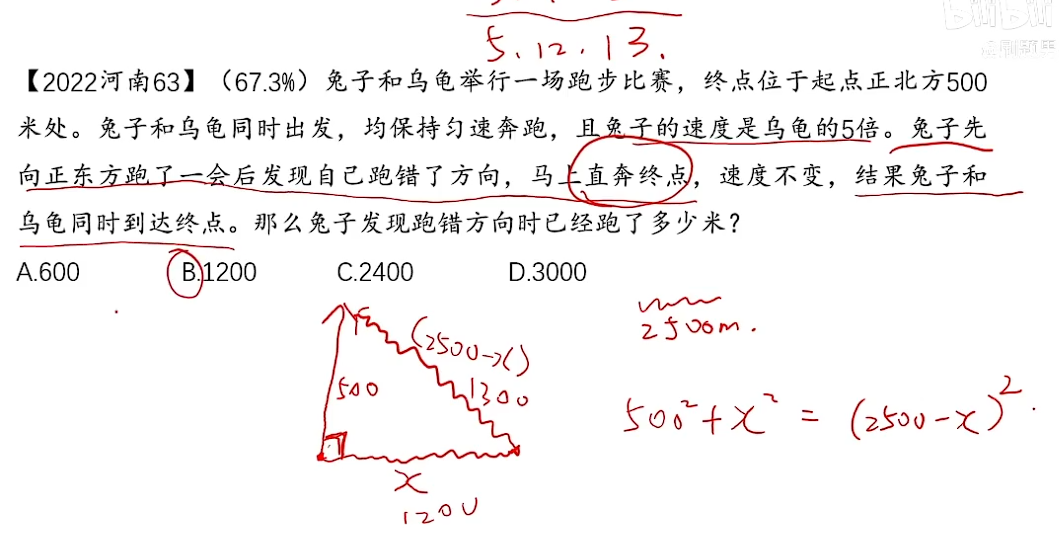 5.12.13.
【2022河南63】（67.3%）兔子和乌龟举行一场跑步比赛，终点位于起点正北方500
米处。兔子和乌龟同时出发，均保持匀速奔跑，且兔子的速度是乌龟的5倍。兔子先
向正东方跑了一会后发现自己跑错了方向，马上直奔终点，速度不变，结果兔子和
乌龟同时到达终点。那么兔子发现跑错方向时已经跑了多少米？
A.600 B.1200 C.2400 D.3000
2500m.
(2500-x)
500
1300
500²+x²=(2500-x)².
x
1200